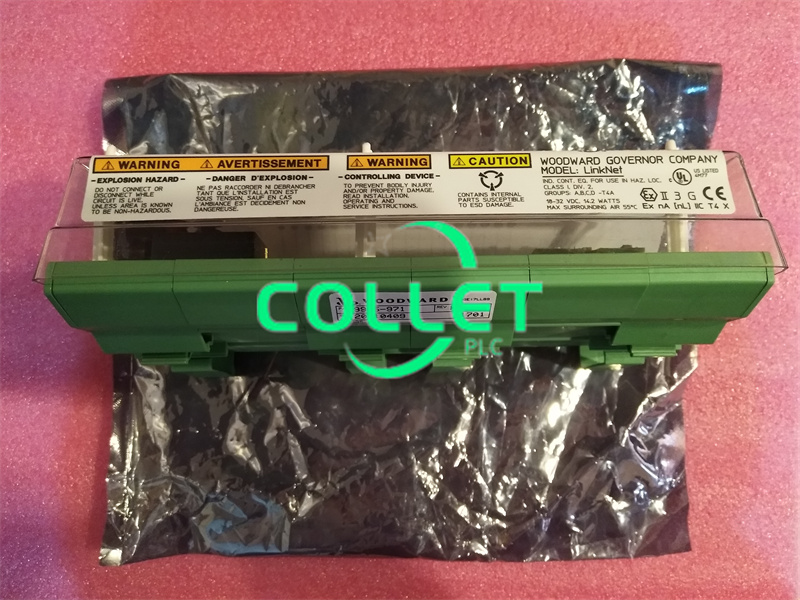 WARNING
-EXPLOSION HAZARD-
DO NOT CONNECT OR
DISCONNECT WHILE
CIRCUIT IS LIVE.
UNLESS AREA IS KNOWN
TO BE NON-HAZARDOUS.
AVERTISSEMENT
-DANGER D'EXPLOSION-
NE PAS RACCORDER NI DEBRANCHER
TANT QUE L'INSTALLATION EST
SOUS TENSION, SAUF EN CAS
L'AMBIANCE EST DECIDEMENT NON
DANGEREUSE.
WARNING
-CONTROLLING DEVICE-
TO PREVENT BODILY INJURY
AND/OR PROPERTY DAMAGE,
READ INSTALLATION,
OPERATING AND
SERVICE INSTRUCTIONS.
CAUTION
CONTAINS INTERNAL
PARTS SUSCEPTIBLE
TO ESD DAMAGE.
WOODWARD GOVERNOR COMPANY
MODEL: LinkNet
IND. CONT. EQ. FOR USE IN HAZ. LOC.
CLASS I, DIV. 2,
GROUPS: A,B,C,D -T4A
18-32 VDC, 14.2 WATTS
MAX SURROUNDING AIR 55°C
UL US LISTED
Ex II 3 G CE
Ex nA [nL] IIC T4 X
WOODWARD
-971
701
COLLET
PLC